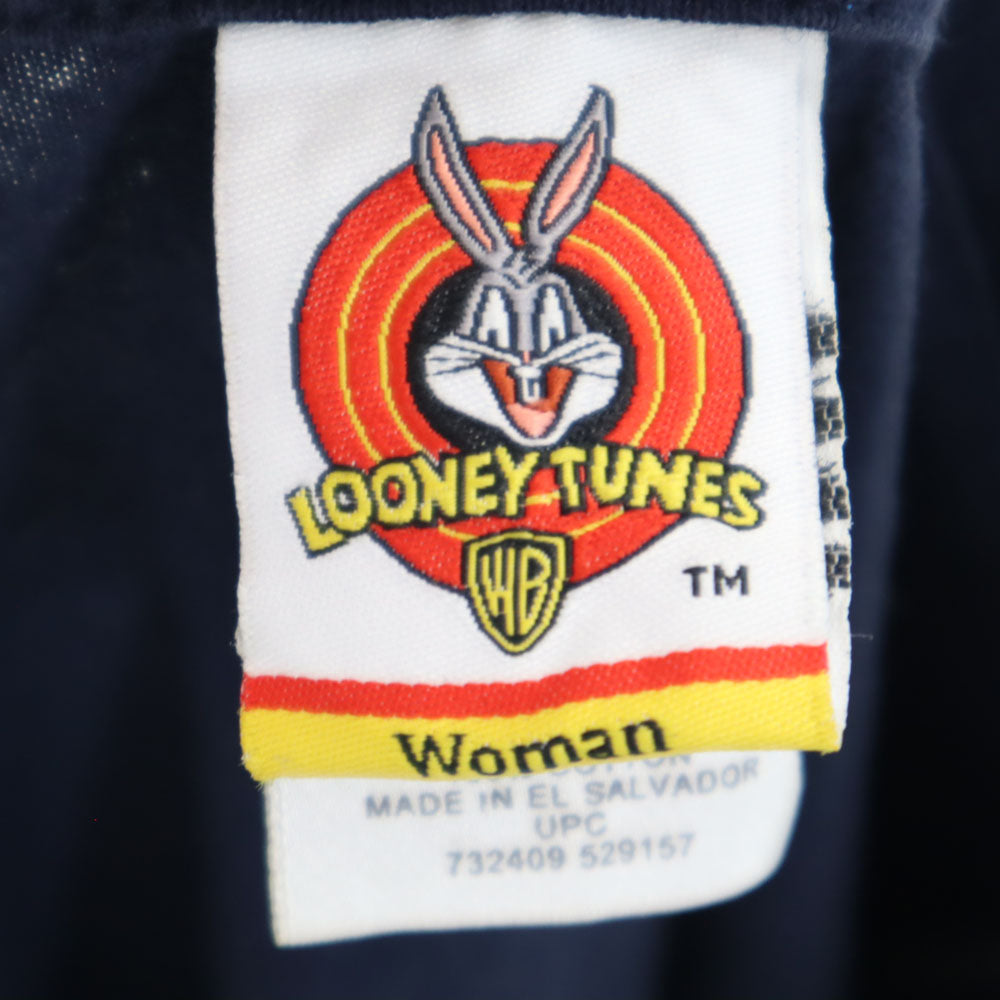 LOONEY TUNES
WB
TM
Woman
MADE IN EL SALVADOR
UPC
732409 529157